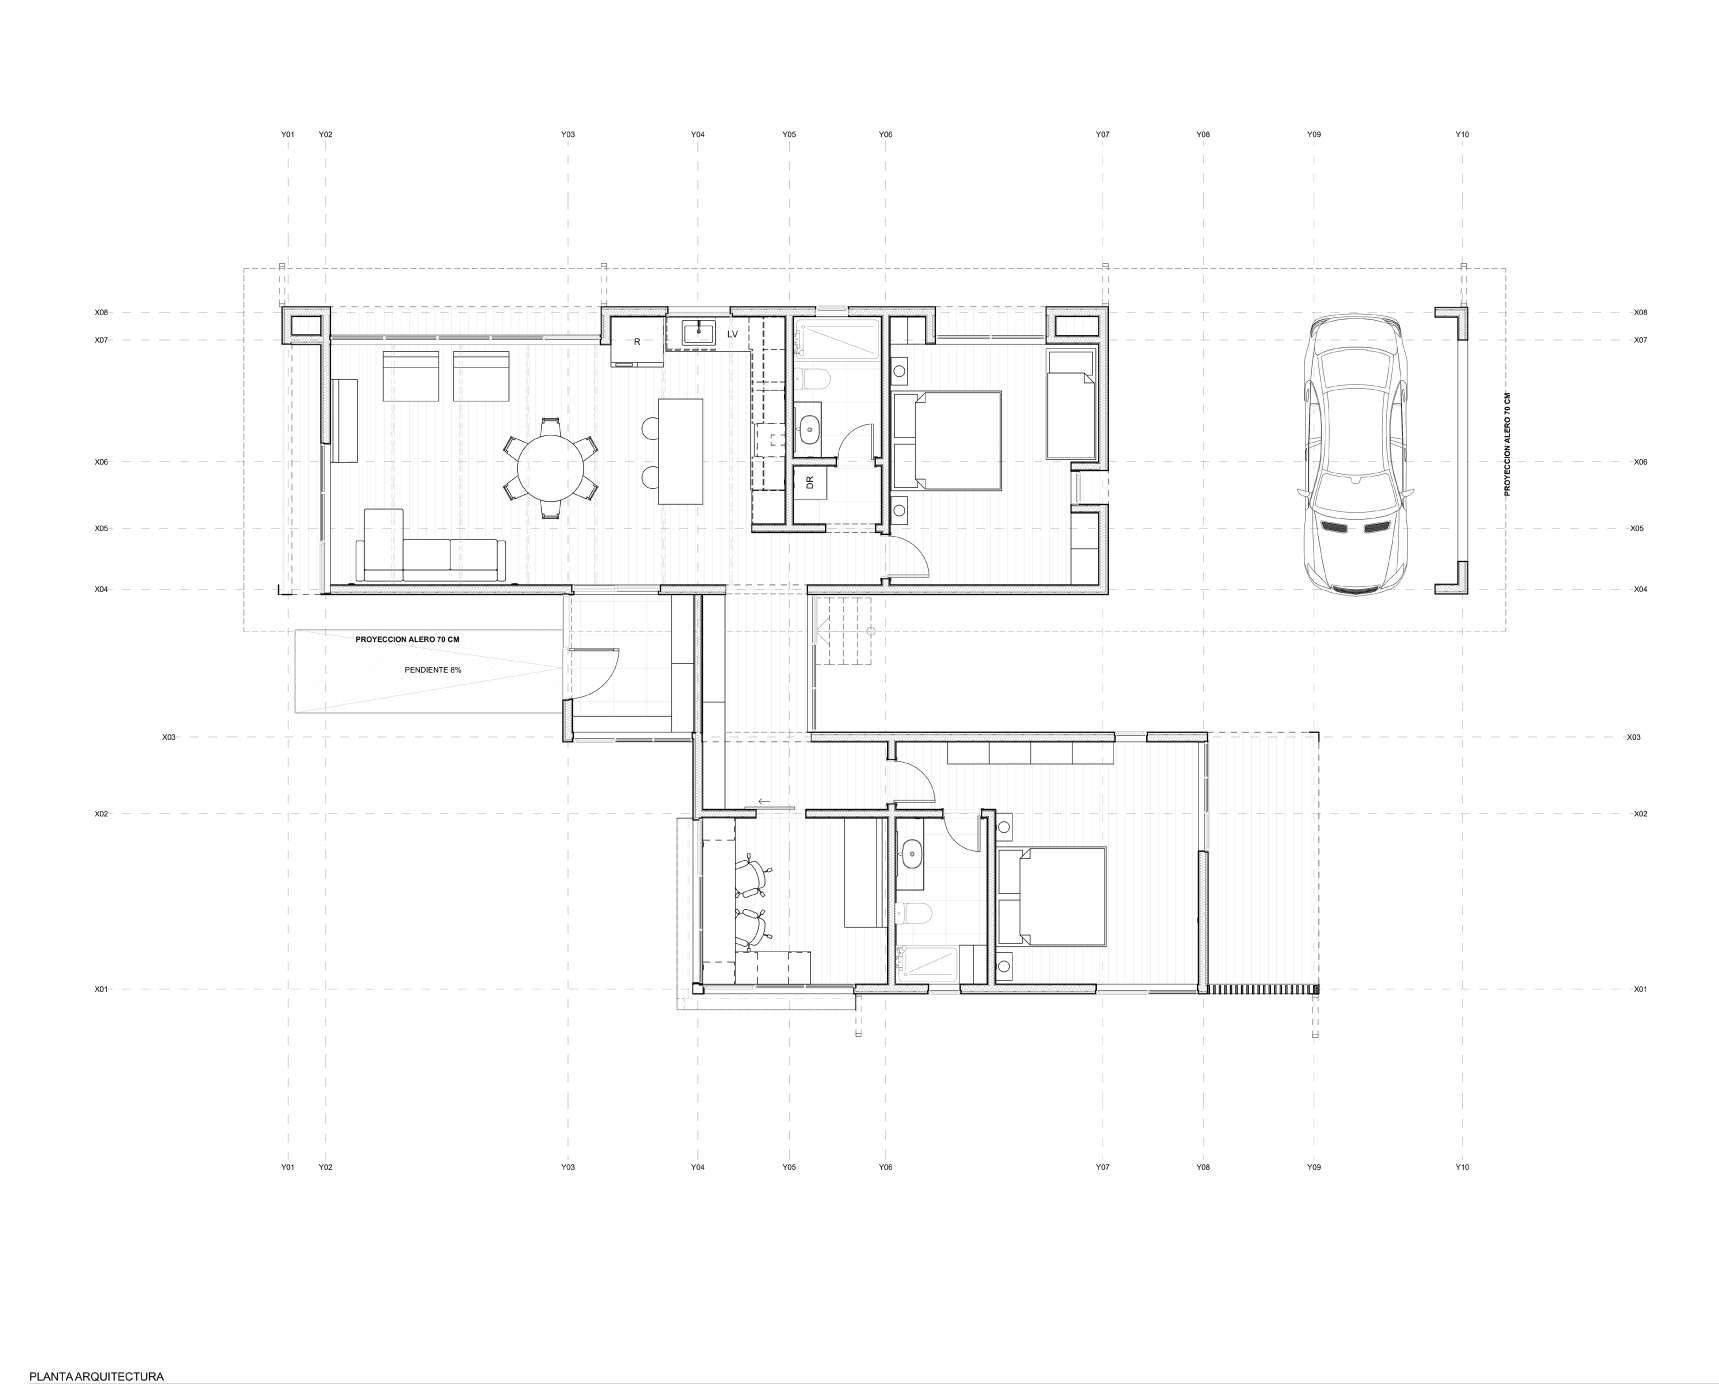 Y01 Y02 Y03 Y04 Y05 Y06 Y07 Y08 Y09 Y10
X08 X08
R LV
X07 X07
PROYECCION ALERO 70 CM
X06 X06
DR
X05 X05
X04 X04
PROYECCION ALERO 70 CM
PENDIENTE 8%
X03 X03
X02 X02
X01 X01
Y01 Y02 Y03 Y04 Y05 Y06 Y07 Y08 Y09 Y10
PLANTA ARQUITECTURA